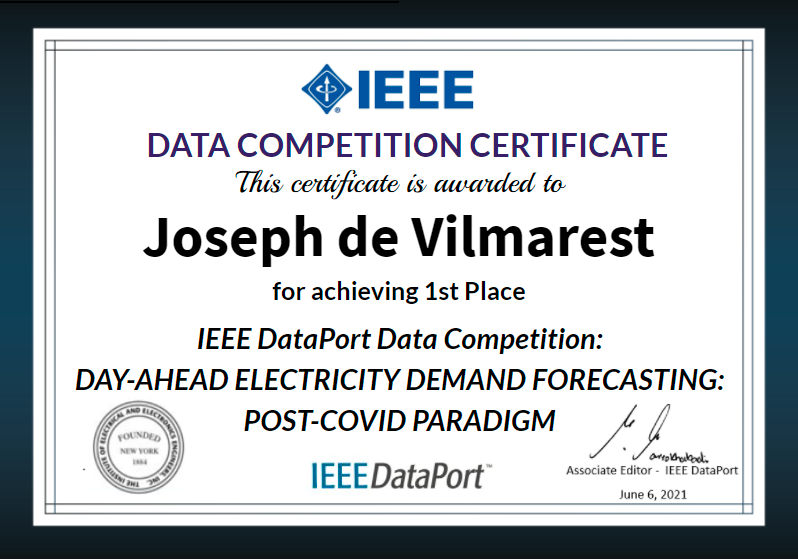 IEEE
DATA COMPETITION CERTIFICATE
This certificate is awarded to
Joseph de Vilmarest
for achieving 1st Place
IEEE DataPort Data Competition:
DAY-AHEAD ELECTRICITY DEMAND FORECASTING:
POST-COVID PARADIGM
THE INSTITUTE OF ELECTRICAL AND ELECTRONICS ENGINEERS, INC.
FOUNDED
NEW YORK
1884
IEEE DataPort™
Associate Editor - IEEE DataPort
June 6, 2021